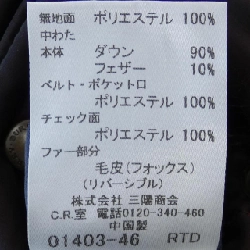 無地面 ポリエステル 100%
中わた
本体 ダウン 90%
フェザー 10%
ベルト・ポケット口
ポリエステル 100%
チェック面
ポリエステル 100%
ファー部分
毛皮(フォックス)
(リバーシブル)
株式会社 三陽商会
C.R.室 電話0120-340-460
中国製
01403-46 RTD